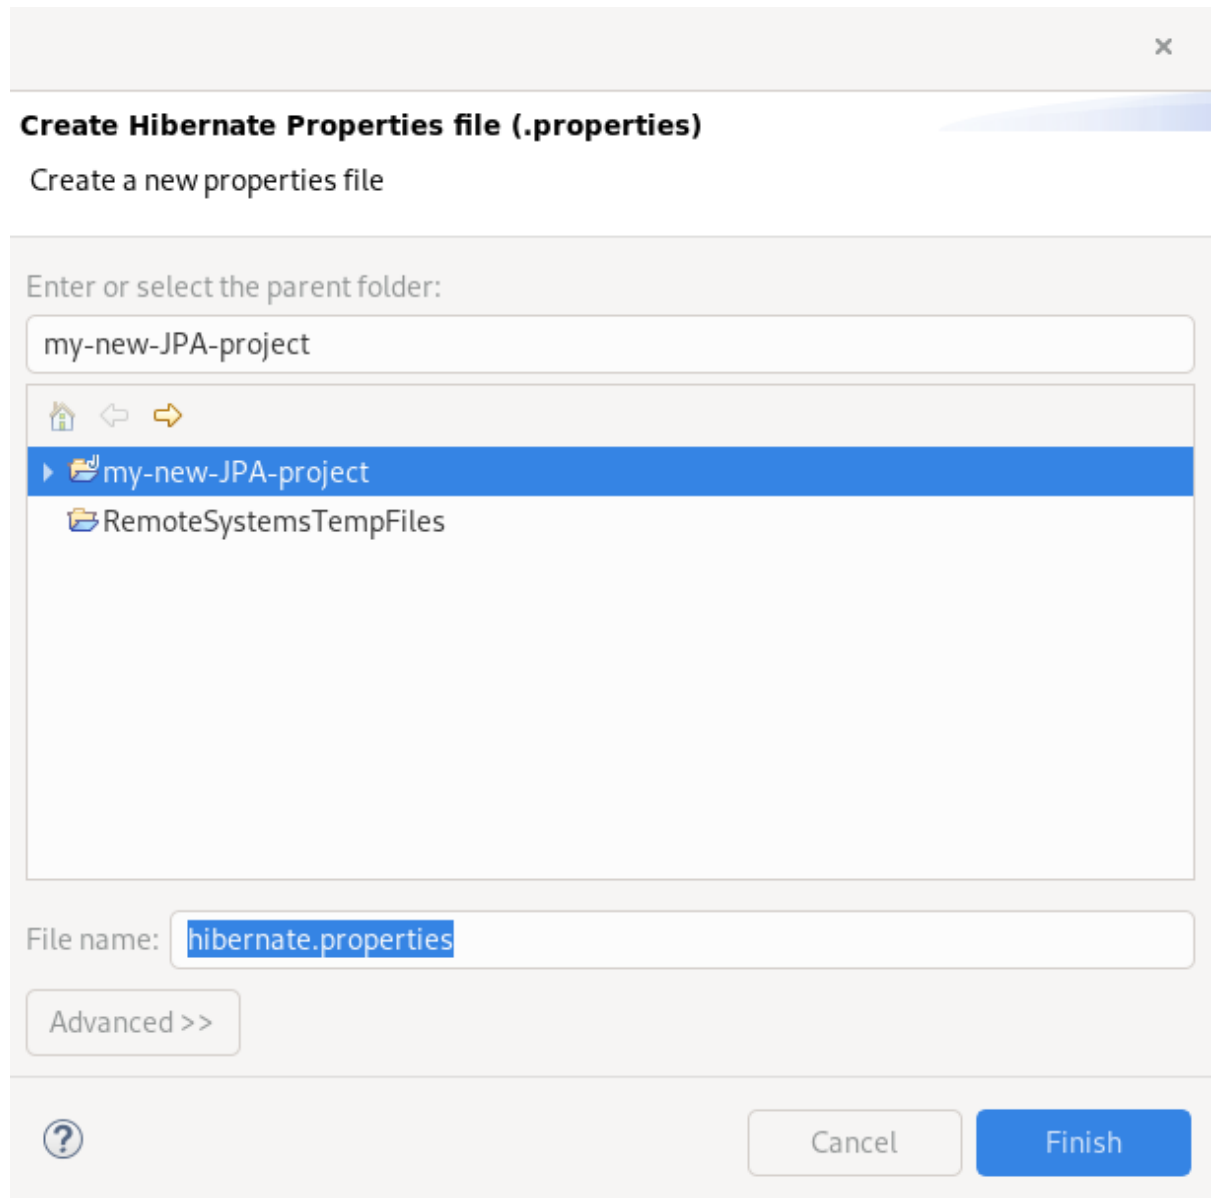 Create Hibernate Properties file (.properties)
Create a new properties file
Enter or select the parent folder:
my-new-JPA-project
my-new-JPA-project
RemoteSystemsTempFiles
File name: hibernate.properties
Advanced >>
Cancel Finish